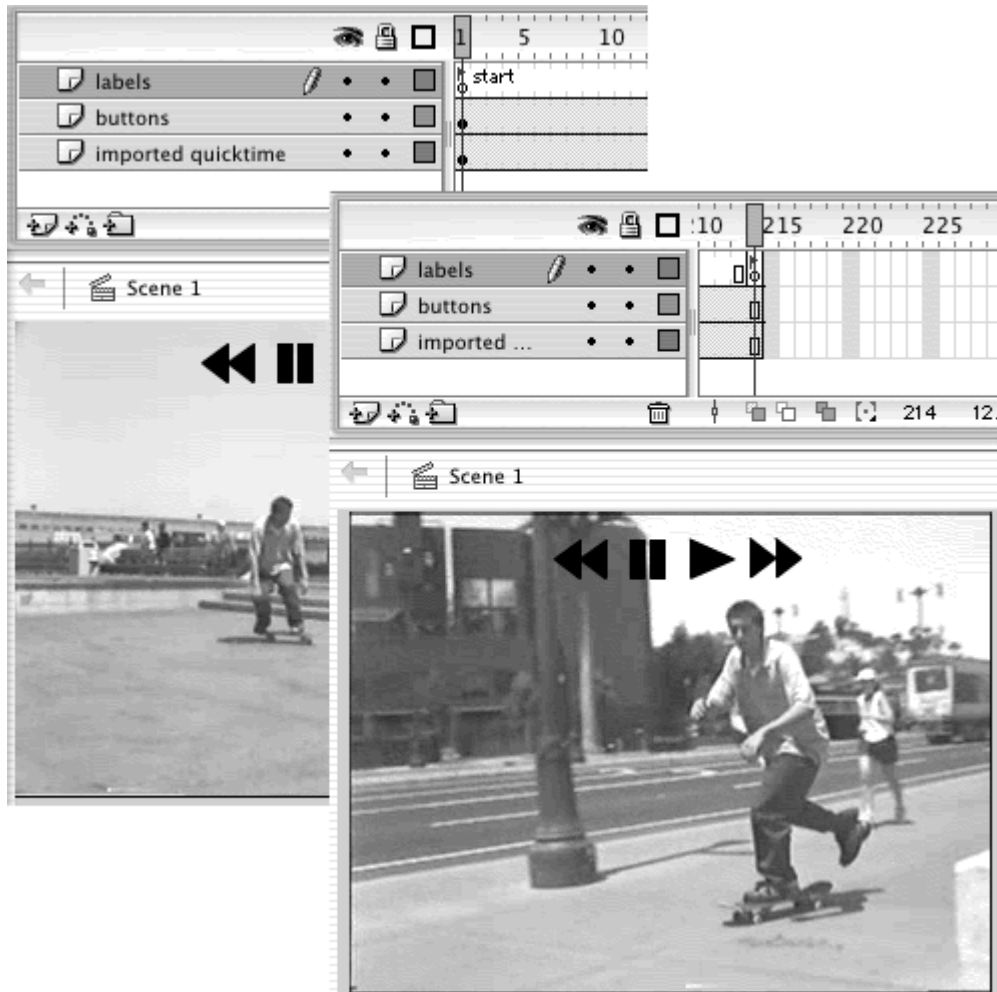 1 5 10
labels
start
buttons
imported quicktime
Scene 1
:10 215 220 225
labels
buttons
imported ...
214 12.
Scene 1